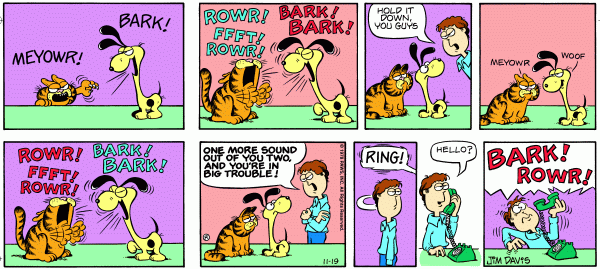 MEYOWR!
BARK!
ROWR!
FFFT!
ROWR!
BARK!
BARK!
HOLD IT
DOWN,
YOU GUYS
MEYOWR
WOOF
ROWR!
FFFT!
ROWR!
BARK!
BARK!
ONE MORE SOUND
OUT OF YOU TWO,
AND YOU'RE IN
BIG TROUBLE!
11-19
RING!
HELLO?
BARK!
ROWR!
JIM DAVIS